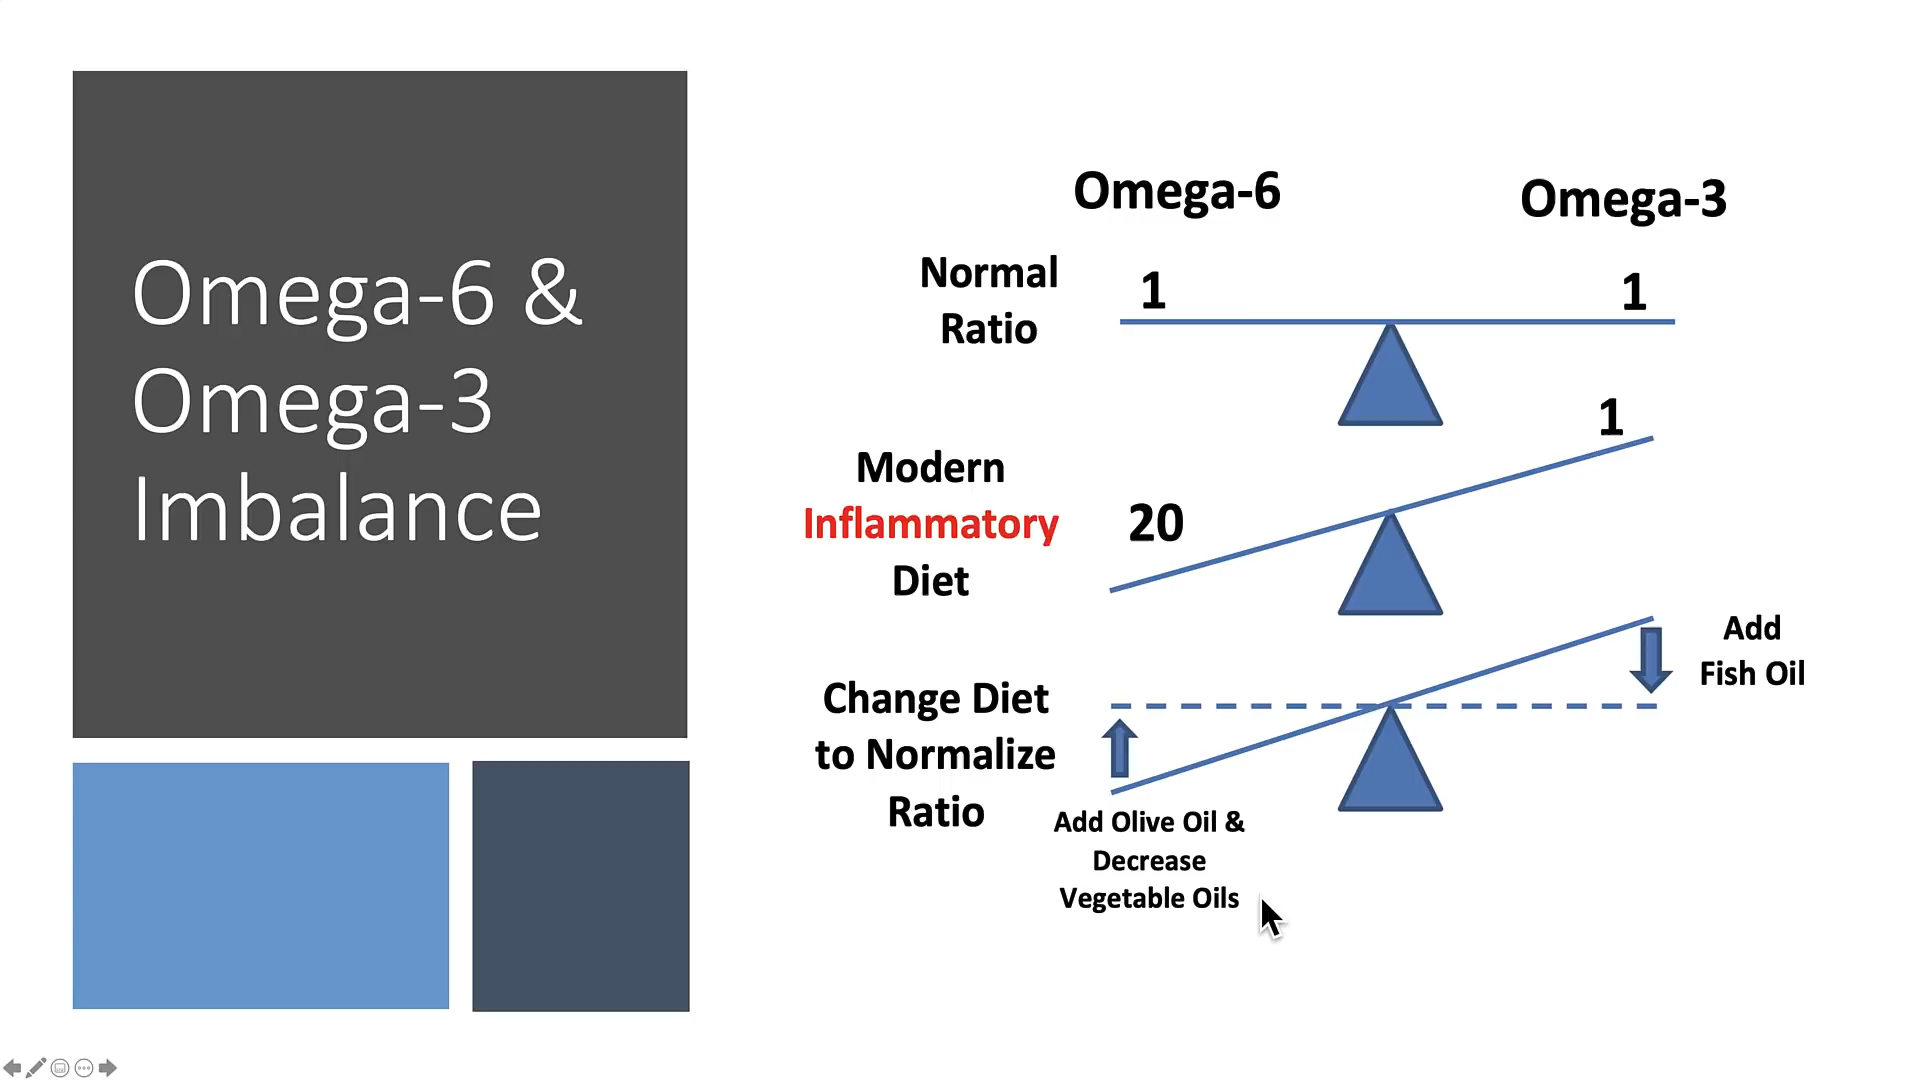 Omega-6 &
Omega-3
Imbalance
Omega-6
Omega-3
Normal
Ratio
1
1
Modern
Inflammatory
Diet
20
1
Change Diet
to Normalize
Ratio
Add Olive Oil &
Decrease
Vegetable Oils
Add
Fish Oil